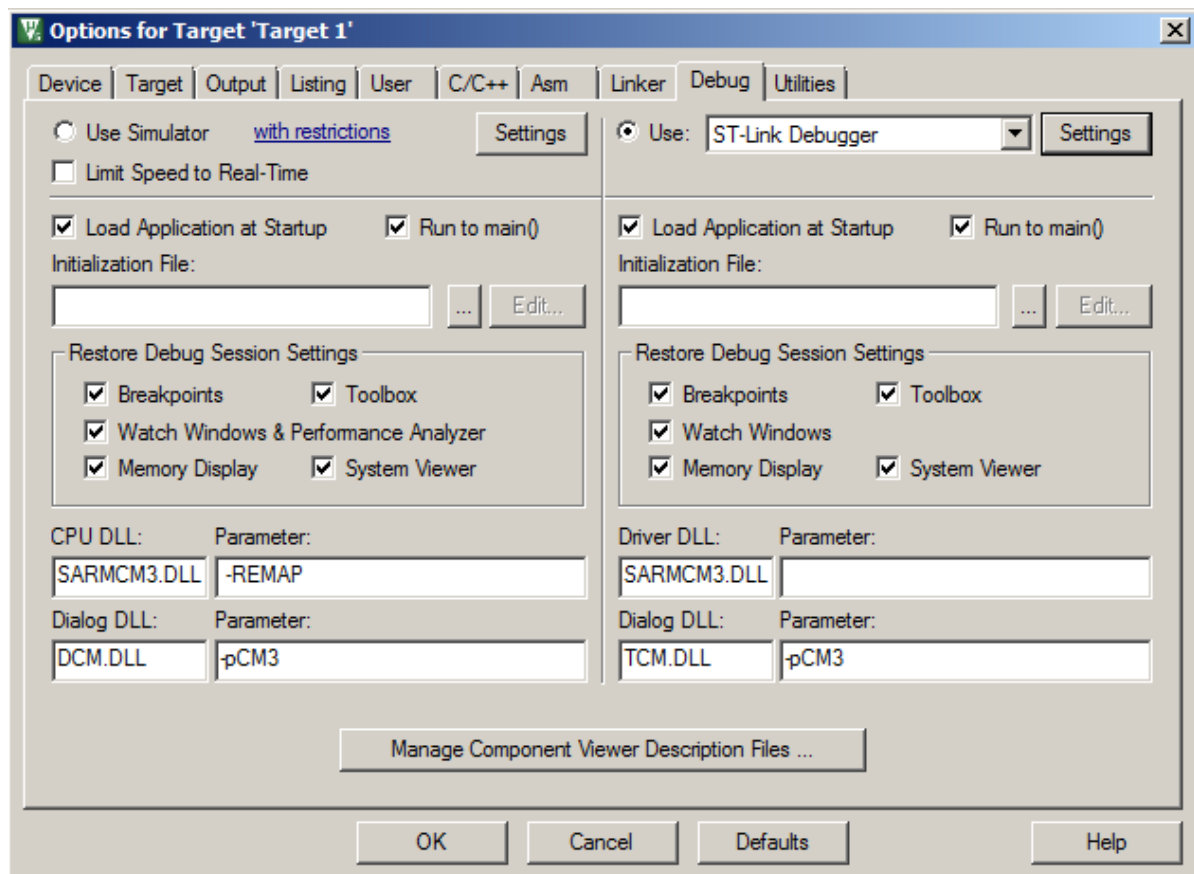 Options for Target 'Target 1'
Device Target Output Listing User C/C++ Asm Linker Debug Utilities
Use Simulator with restrictions Settings
Limit Speed to Real-Time
Use: ST-Link Debugger Settings
Load Application at Startup Run to main()
Initialization File:
... Edit...
Restore Debug Session Settings
Breakpoints Toolbox
Watch Windows & Performance Analyzer
Memory Display System Viewer
CPU DLL: Parameter:
SARMCM3.DLL -REMAP
Dialog DLL: Parameter:
DCM.DLL -pCM3
Load Application at Startup Run to main()
Initialization File:
... Edit...
Restore Debug Session Settings
Breakpoints Toolbox
Watch Windows
Memory Display System Viewer
Driver DLL: Parameter:
SARMCM3.DLL
Dialog DLL: Parameter:
TCM.DLL -pCM3
Manage Component Viewer Description Files ...
OK Cancel Defaults Help